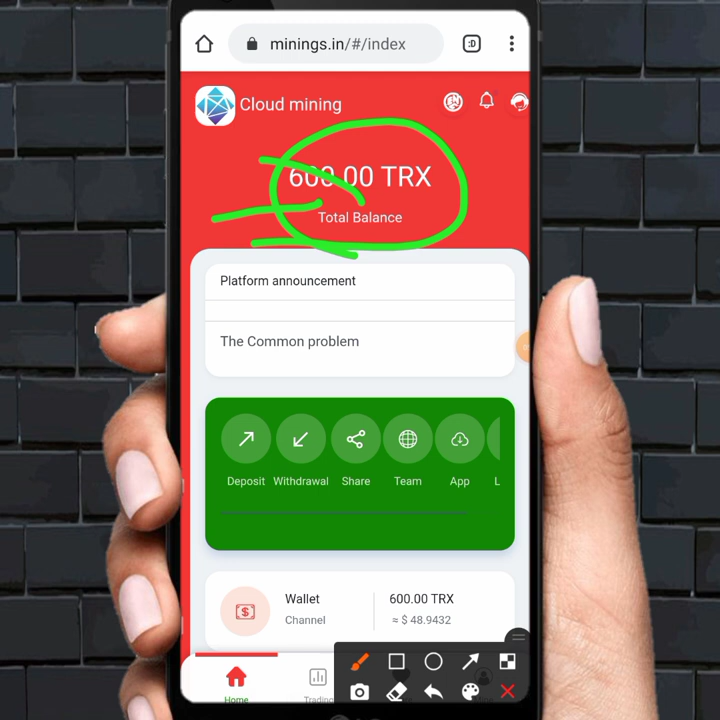 minings.in/#/index
:D
Cloud mining
EN
600.00 TRX
Total Balance
Platform announcement
The Common problem
Deposit Withdrawal Share Team App L
Wallet 600.00 TRX
Channel ≈ $ 48.9432
Home Trading